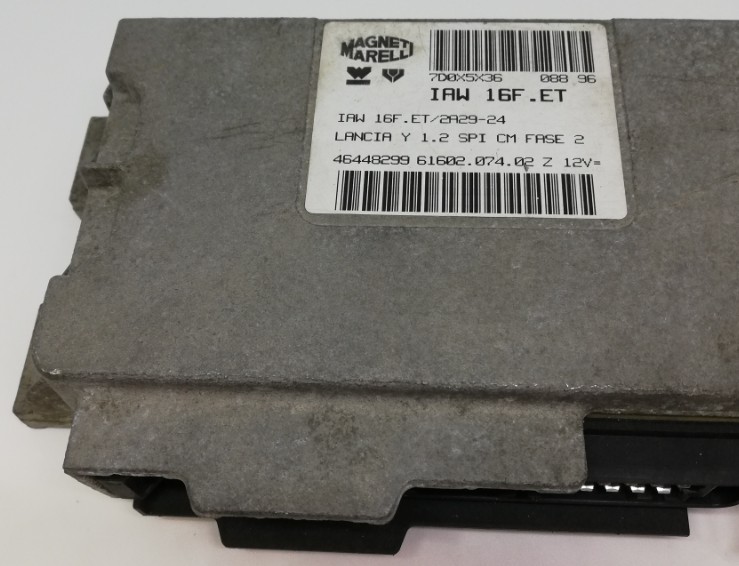 MAGNETI
MARELLI
7D0X5X36 088 96
IAW 16F.ET
IAW 16F.ET/2A29-24
LANCIA Y 1.2 SPI CM FASE 2
46448299 61602.074.02 Z 12V=